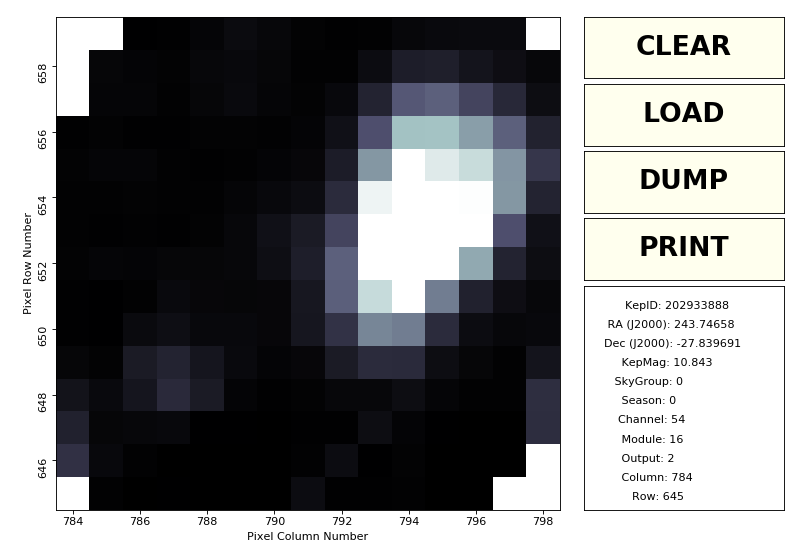 CLEAR
LOAD
DUMP
PRINT
KepID: 202933888
RA (J2000): 243.74658
Dec (J2000): -27.839691
KepMag: 10.843
SkyGroup: 0
Season: 0
Channel: 54
Module: 16
Output: 2
Column: 784
Row: 645
Pixel Row Number
658
656
654
652
650
648
646
784 786 788 790 792 794 796 798
Pixel Column Number